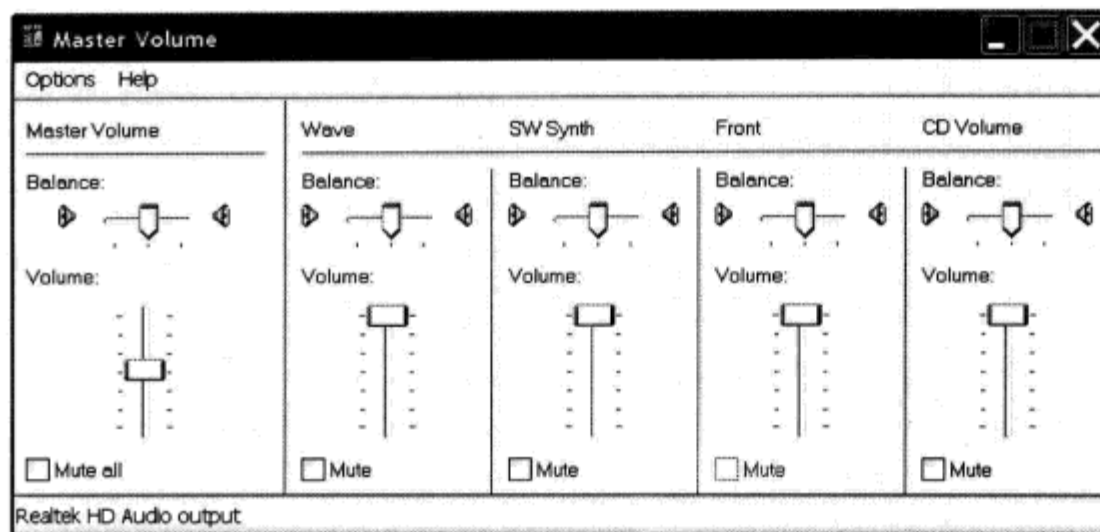 Master Volume
Options Help
Master Volume Wave SW Synth Front CD Volume
Balance: Balance: Balance: Balance: Balance:
Volume: Volume: Volume: Volume: Volume:
Mute all Mute Mute Mute Mute
Realtek HD Audio output